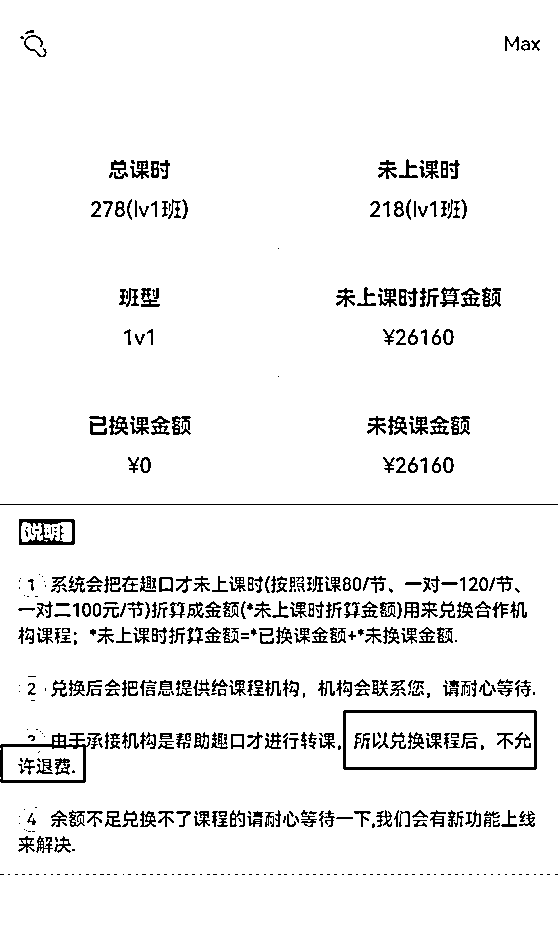 Max
总课时 未上课时
278(lv1班) 218(lv1班)
班型 未上课时折算金额
1v1 ¥26160
已换课金额 未换课金额
¥0 ¥26160
说明:
1 系统会把在趣口才未上课时(按照班课80/节、一对一120/节、
一对二100元/节)折算成金额(*未上课时折算金额)用来兑换合作机
构课程；*未上课时折算金额=*已换课金额+*未换课金额.
2 兑换后会把信息提供给课程机构，机构会联系您，请耐心等待.
3 由于承接机构是帮助趣口才进行转课，所以兑换课程后，不允
许退费.
4 余额不足兑换不了课程的请耐心等待一下,我们会有新功能上线
来解决.